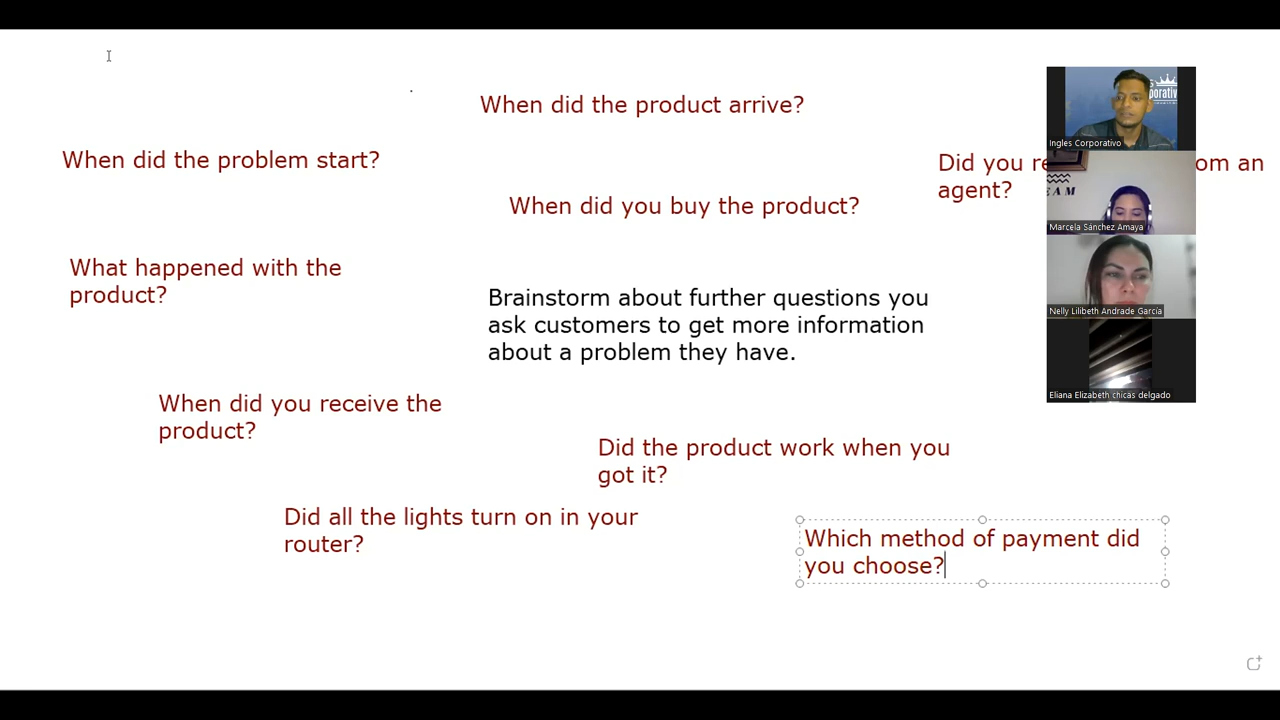 When did the product arrive?
When did the problem start?
Did you
om an
agent?
When did you buy the product?
What happened with the
product?
Brainstorm about further questions you
ask customers to get more information
about a problem they have.
When did you receive the
product?
Did the product work when you
got it?
Did all the lights turn on in your
router?
Which method of payment did
you choose?
Ingles Corporativo
Marcela Sánchez Amaya
Nelly Lilibeth Andrade García
Eliana Elizabeth chicas delgado